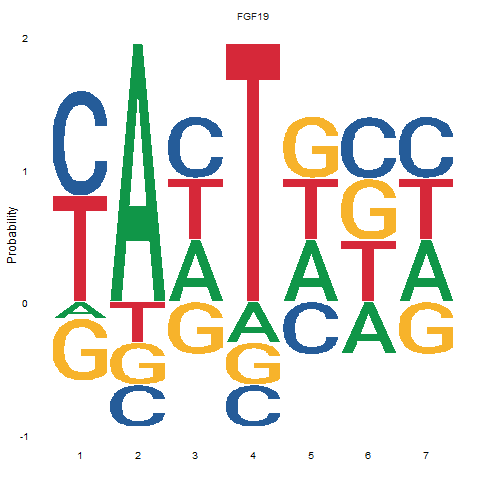 FGF19
2
1
0
-1
Probability
C A C T G C C
T T T A T G T
A G A G A T A
G C G C C A G
1 2 3 4 5 6 7